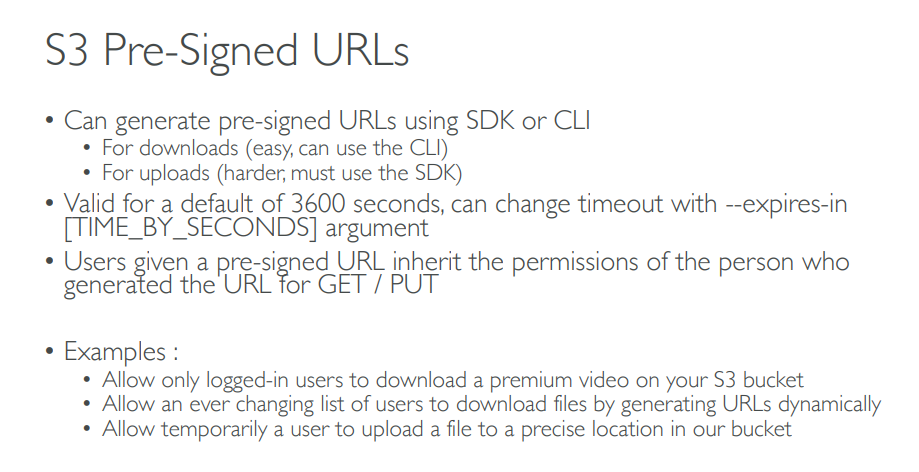 S3 Pre-Signed URLs
• Can generate pre-signed URLs using SDK or CLI
• For downloads (easy, can use the CLI)
• For uploads (harder, must use the SDK)
• Valid for a default of 3600 seconds, can change timeout with --expires-in
[TIME_BY_SECONDS] argument
• Users given a pre-signed URL inherit the permissions of the person who
generated the URL for GET / PUT
• Examples :
• Allow only logged-in users to download a premium video on your S3 bucket
• Allow an ever changing list of users to download files by generating URLs dynamically
• Allow temporarily a user to upload a file to a precise location in our bucket